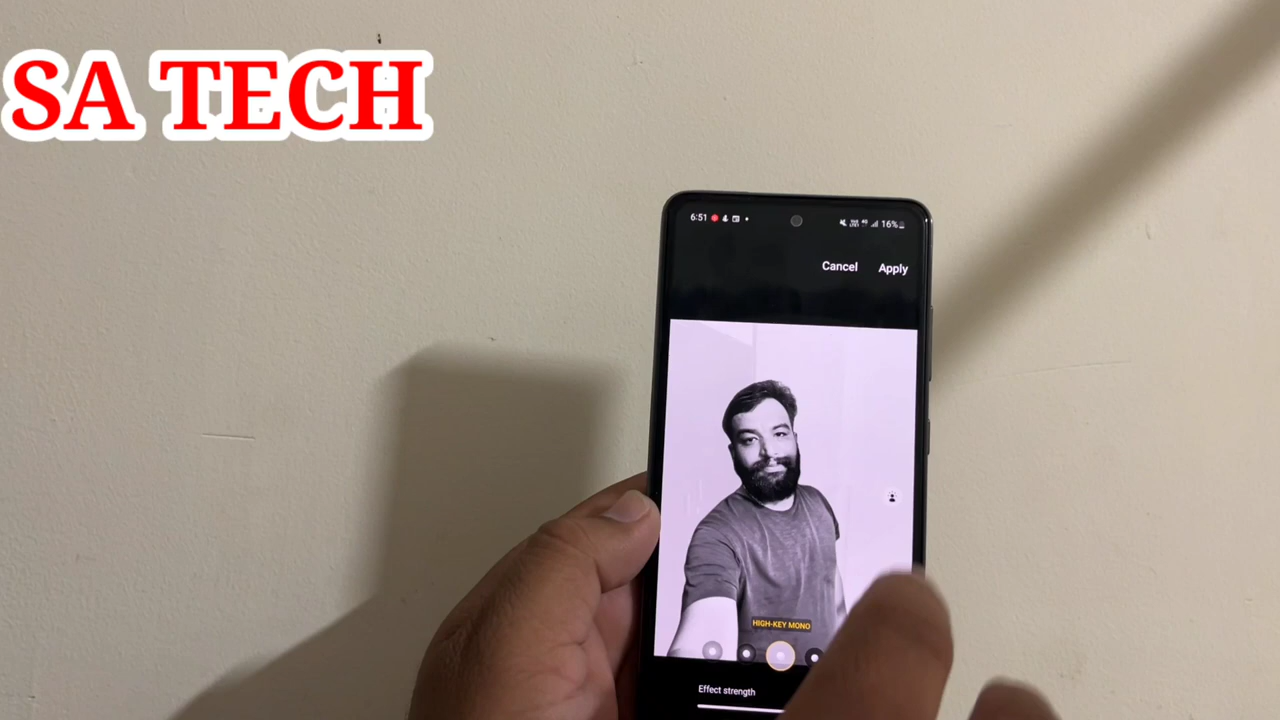 SA TECH
6:51
16%
Cancel Apply
HIGH-KEY MONO
Effect strength